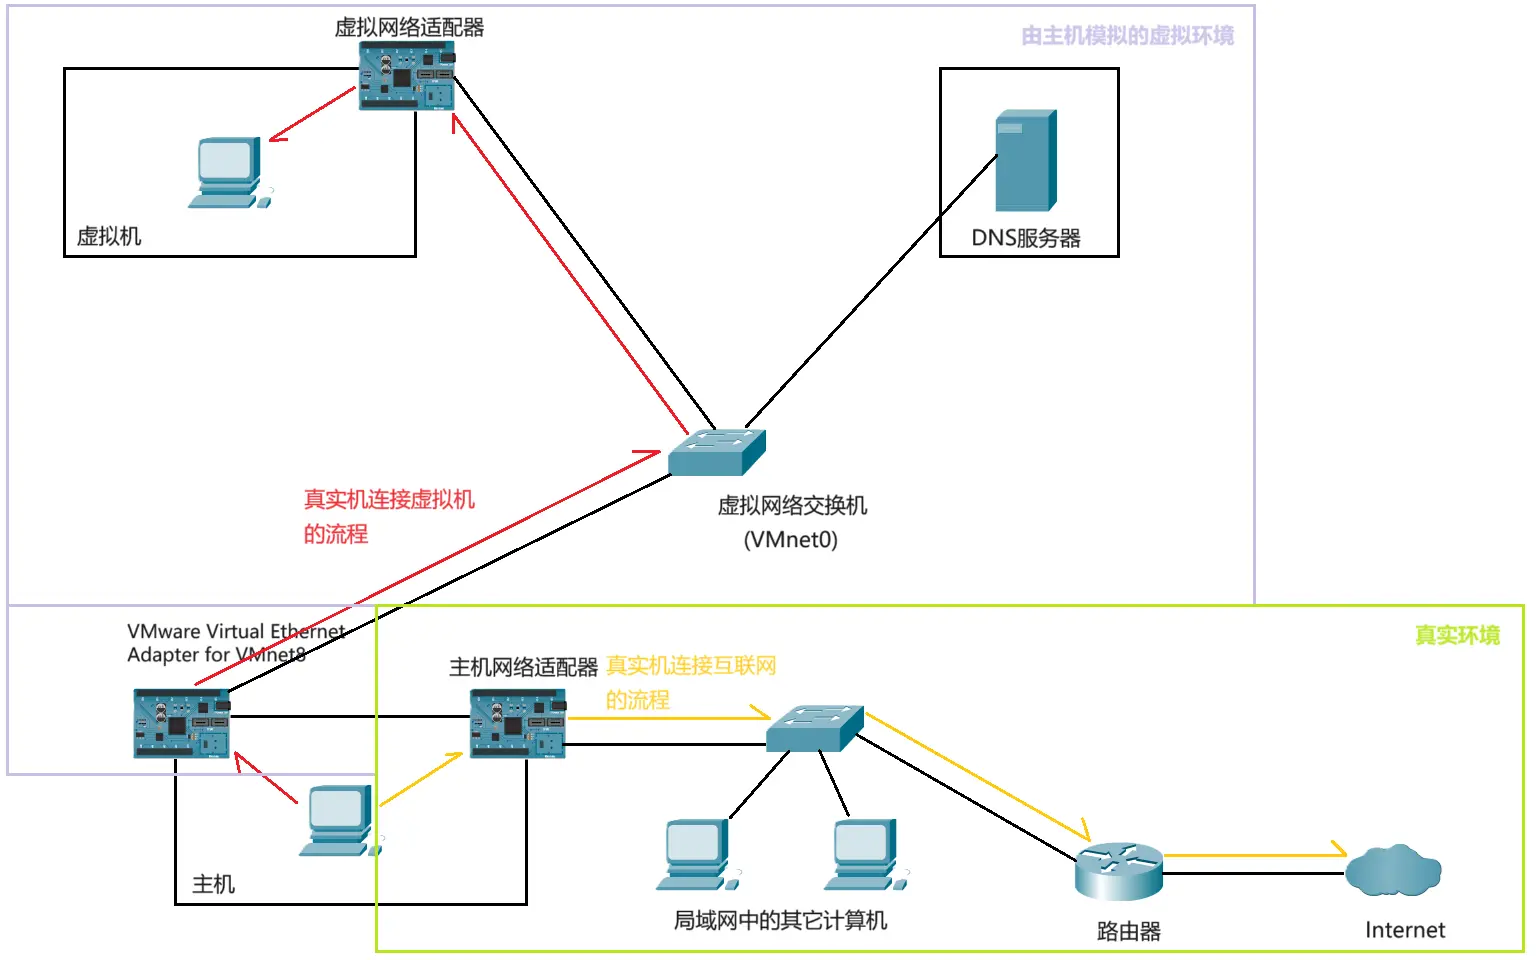 虚拟网络适配器
由主机模拟的虚拟环境
虚拟机
DNS服务器
真实机连接虚拟机
的流程
虚拟网络交换机
(VMnet0)
VMware Virtual Ethernet
Adapter for VMnet8
真实环境
主机网络适配器
真实机连接互联网
的流程
主机
局域网中的其它计算机
路由器
Internet